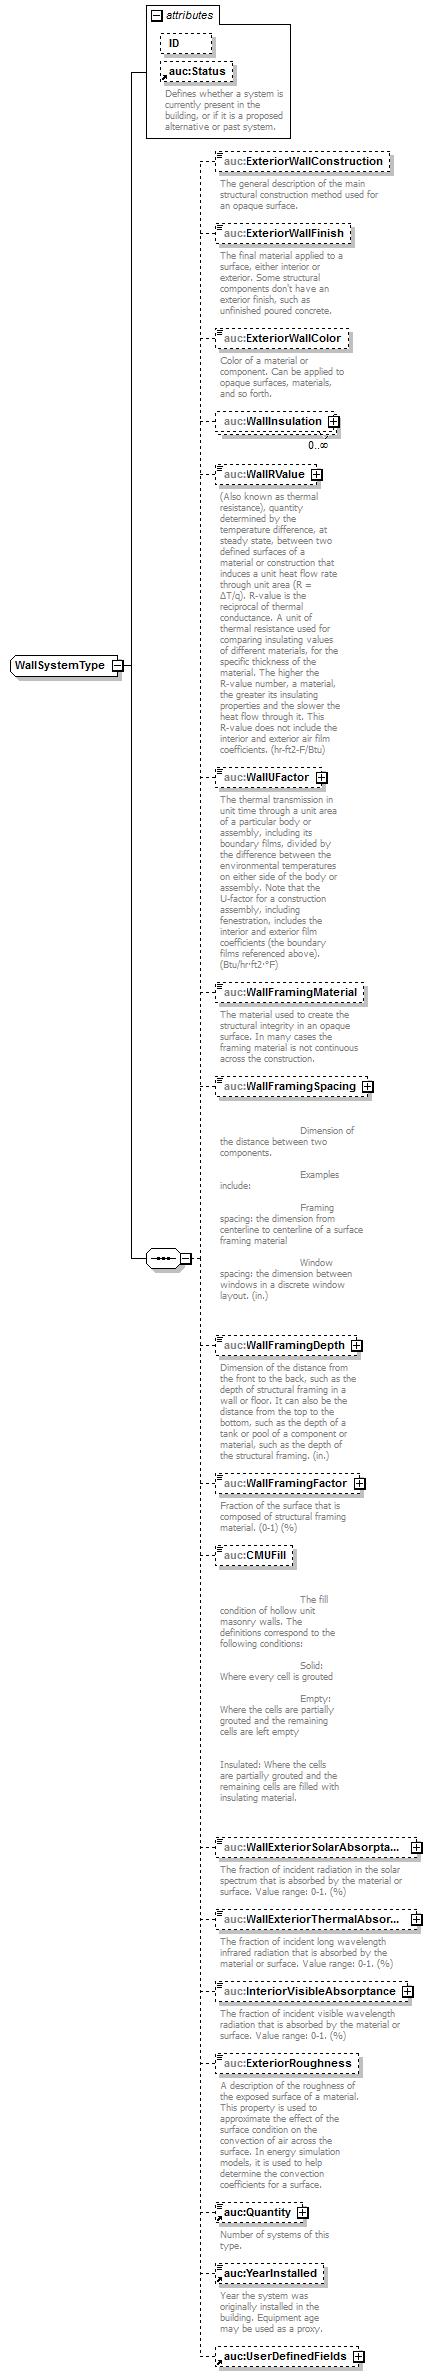 attributes
ID
auc:Status
Defines whether a system is
currently present in the
building, or if it is a proposed
alternative or past system.
auc:ExteriorWallConstruction
The general description of the main
structural construction method used for
an opaque surface.
auc:ExteriorWallFinish
The final material applied to a
surface, either interior or
exterior. Some structural
components don't have an
exterior finish, such as
unfinished poured concrete.
auc:ExteriorWallColor
Color of a material or
component. Can be applied to
opaque surfaces, materials,
and so forth.
auc:WallInsulation
0..∞
auc:WallRValue
(Also known as thermal
resistance), quantity
determined by the
temperature difference, at
steady state, between two
defined surfaces of a
material or construction that
induces a unit heat flow rate
through unit area (R =
ΔT/q). R-value is the
reciprocal of thermal
conductance. A unit of
thermal resistance used for
comparing insulating values
of different materials, for the
specific thickness of the
material. The higher the
R-value number, a material,
the greater its insulating
properties and the slower the
heat flow through it. This
R-value does not include the
interior and exterior air film
coefficients. (hr-ft2-F/Btu)
WallSystemType
auc:WallUFactor
The thermal transmission in
unit time through a unit area
of a particular body or
assembly, including its
boundary films, divided by
the difference between the
environmental temperatures
on either side of the body or
assembly. Note that the
U-factor for a construction
assembly, including
fenestration, includes the
interior and exterior film
coefficients (the boundary
films referenced above).
(Btu/hr·ft2·°F)
auc:WallFramingMaterial
The material used to create the
structural integrity in an opaque
surface. In many cases the
framing material is not continuous
across the construction.
auc:WallFramingSpacing
Dimension of
the distance between two
components.
Examples
include:
Framing
spacing: the dimension from
centerline to centerline of a surface
framing material
Window
spacing: the dimension between
windows in a discrete window
layout. (in.)
auc:WallFramingDepth
Dimension of the distance from
the front to the back, such as the
depth of structural framing in a
wall or floor. It can also be the
distance from the top to the
bottom, such as the depth of a
tank or pool of a component or
material, such as the depth of
the structural framing. (in.)
auc:WallFramingFactor
Fraction of the surface that is
composed of structural framing
material. (0-1) (%)
auc:CMUFill
The fill
condition of hollow unit
masonry walls. The
definitions correspond to the
following conditions:
Solid:
Where every cell is grouted
Empty:
Where the cells are partially
grouted and the remaining
cells are left empty
Insulated: Where the cells
are partially grouted and the
remaining cells are filled with
insulating material.
auc:WallExteriorSolarAbsorpta...
The fraction of incident radiation in the solar
spectrum that is absorbed by the material or
surface. Value range: 0-1. (%)
auc:WallExteriorThermalAbsor...
The fraction of incident long wavelength
infrared radiation that is absorbed by the
material or surface. Value range: 0-1. (%)
auc:InteriorVisibleAbsorptance
The fraction of incident visible wavelength
radiation that is absorbed by the material or
surface. Value range: 0-1. (%)
auc:ExteriorRoughness
A description of the roughness of
the exposed surface of a material.
This property is used to
approximate the effect of the
surface condition on the
convection of air across the
surface. In energy simulation
models, it is used to help
determine the convection
coefficients for a surface.
auc:Quantity
Number of systems of this
type.
auc:YearInstalled
Year the system was
originally installed in the
building. Equipment age
may be used as a proxy.
auc:UserDefinedFields